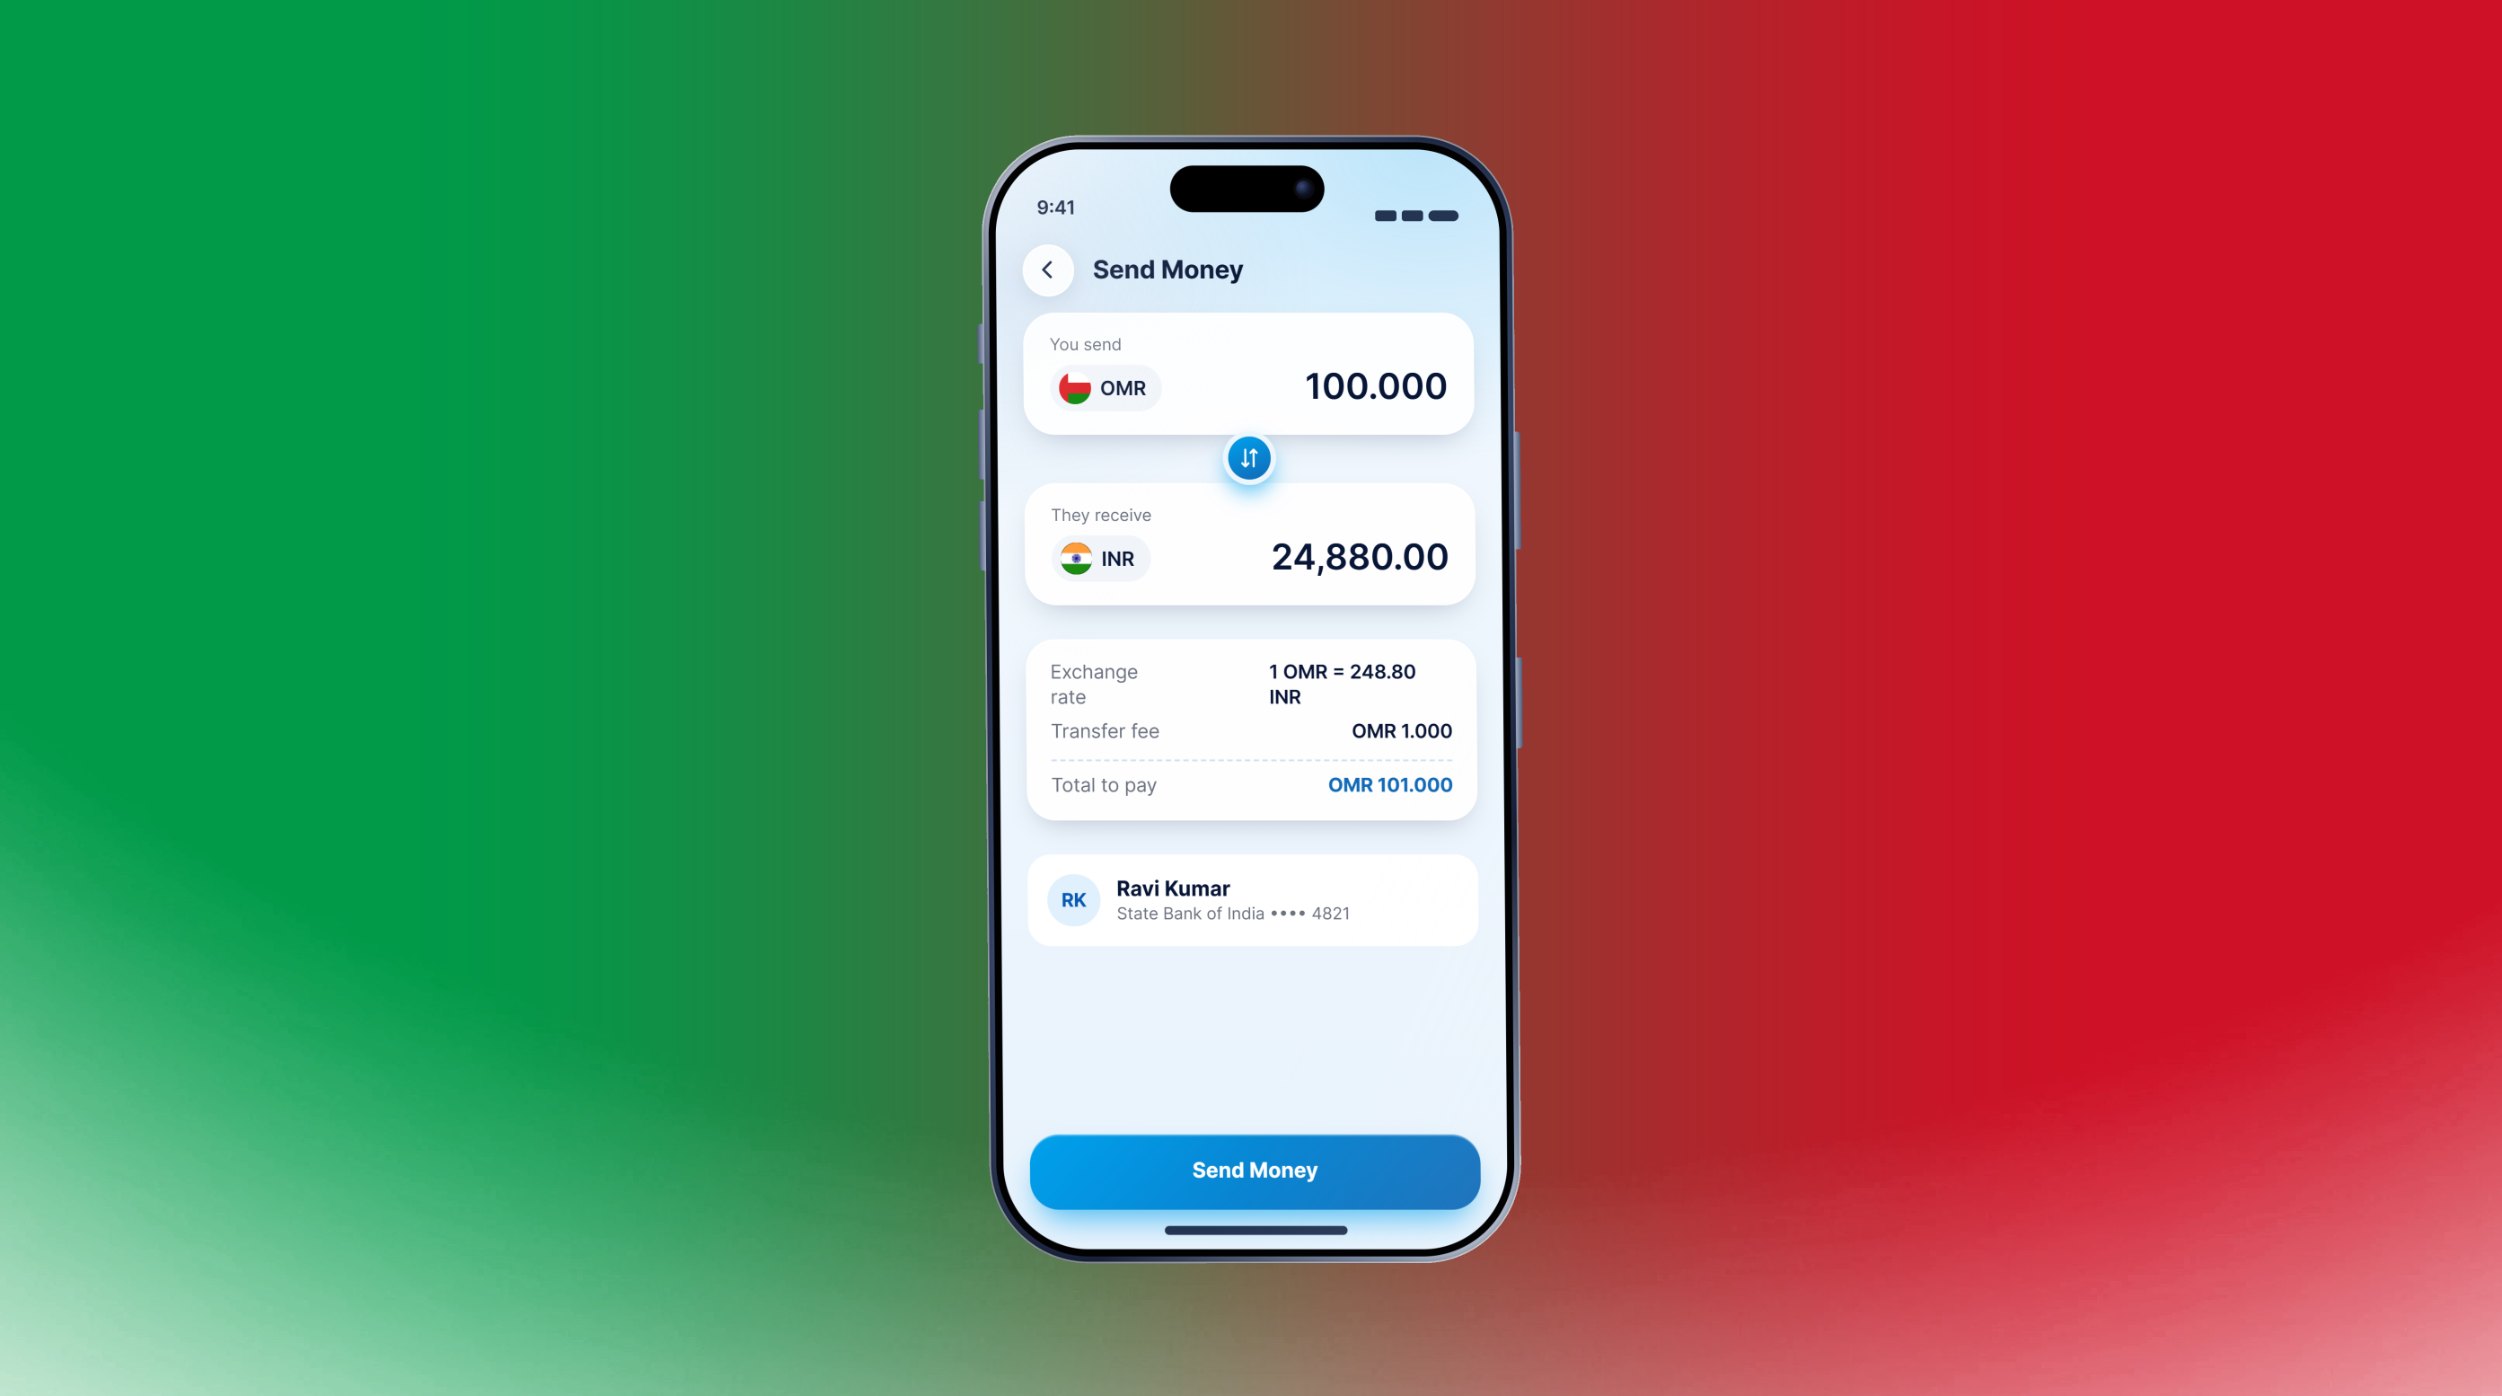 9:41
Send Money
You send
OMR
100.000
They receive
INR
24,880.00
Exchange
rate
1 OMR = 248.80
INR
Transfer fee
OMR 1.000
Total to pay
OMR 101.000
RK
Ravi Kumar
State Bank of India •••• 4821
Send Money